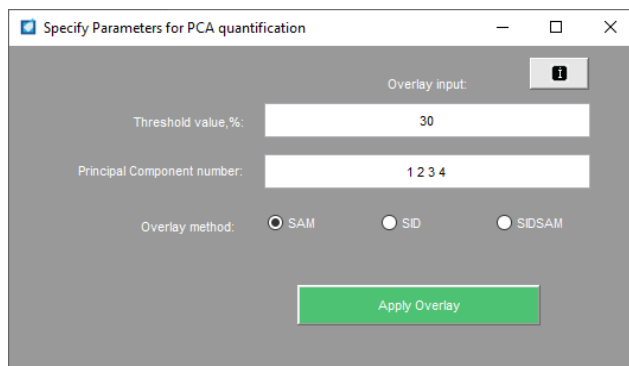 Specify Parameters for PCA quantification
Overlay input:
i
Threshold value,%: 30
Principal Component number: 1 2 3 4
Overlay method: SAM SID SIDSAM
Apply Overlay